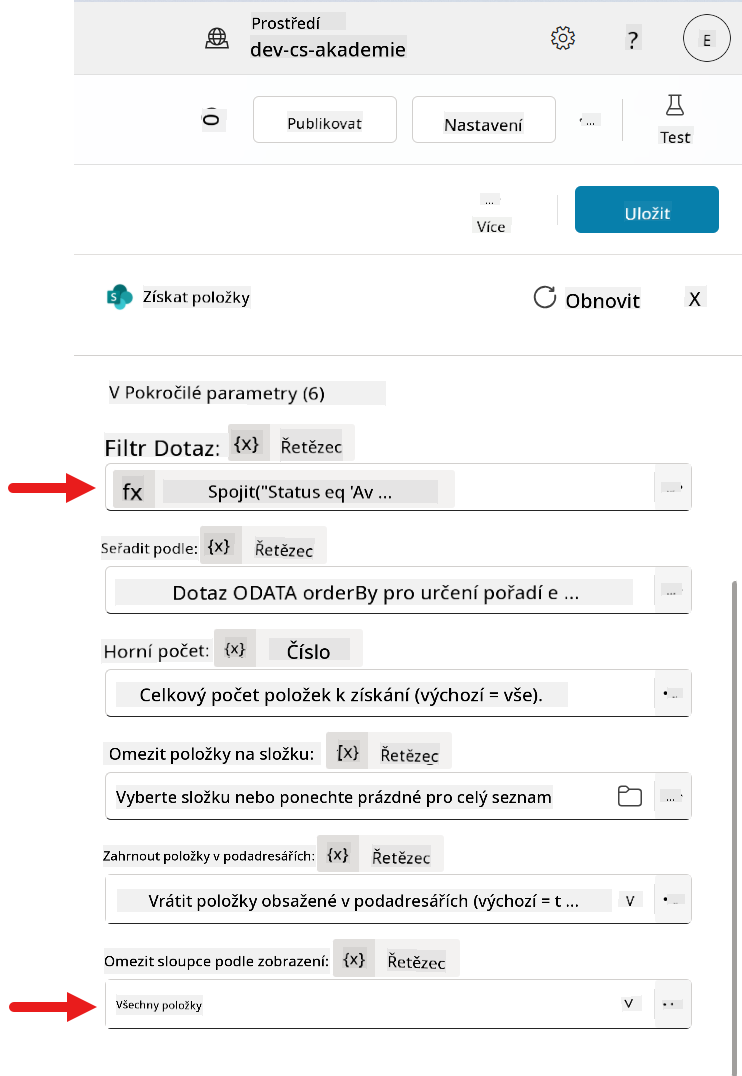 Prostředí
dev-cs-akademie
?
E
Publikovat
Nastavení
...
Test
...
Více
Uložit
Získat položky
Obnovit
X
V Pokročilé parametry (6)
Filtr Dotaz: {x} Řetězec
fx Spojit("Status eq 'Av ...
...
Seřadit podle: {x} Řetězec
Dotaz ODATA orderBy pro určení pořadí e ...
...
Horní počet: {x} Číslo
Celkový počet položek k získání (výchozí = vše).
Omezit položky na složku: [x} Řetězec
Vyberte složku nebo ponechte prázdné pro celý seznam
...
Zahrnout položky v podadresářích: {x} Řetězec
Vrátit položky obsažené v podadresářích (výchozí = t ... V
Omezit sloupce podle zobrazení: {x} Řetězec
Všechny položky V